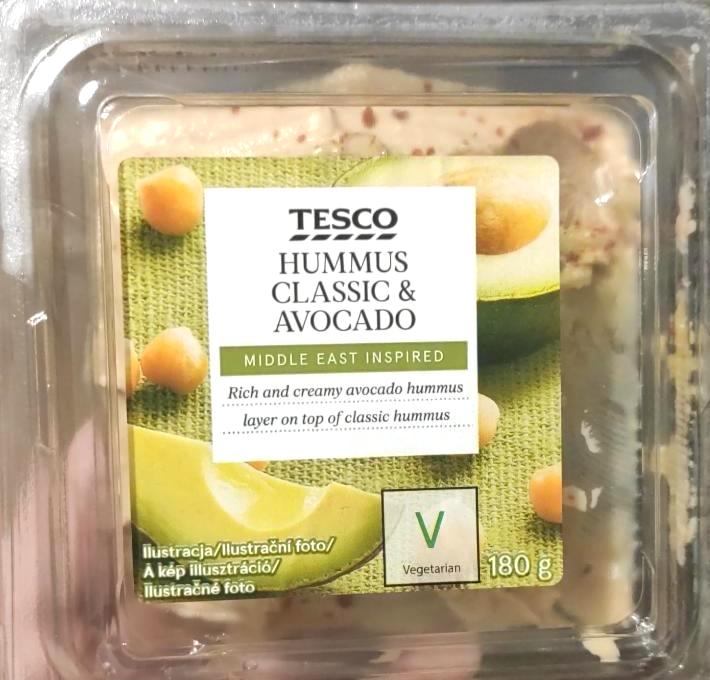 TESCO
HUMMUS
CLASSIC &
AVOCADO
MIDDLE EAST INSPIRED
Rich and creamy avocado hummus
layer on top of classic hummus
V
Vegetarian
180 g
Ilustracja/Ilustrační foto/
A kép illusztráció/
Ilustračné foto